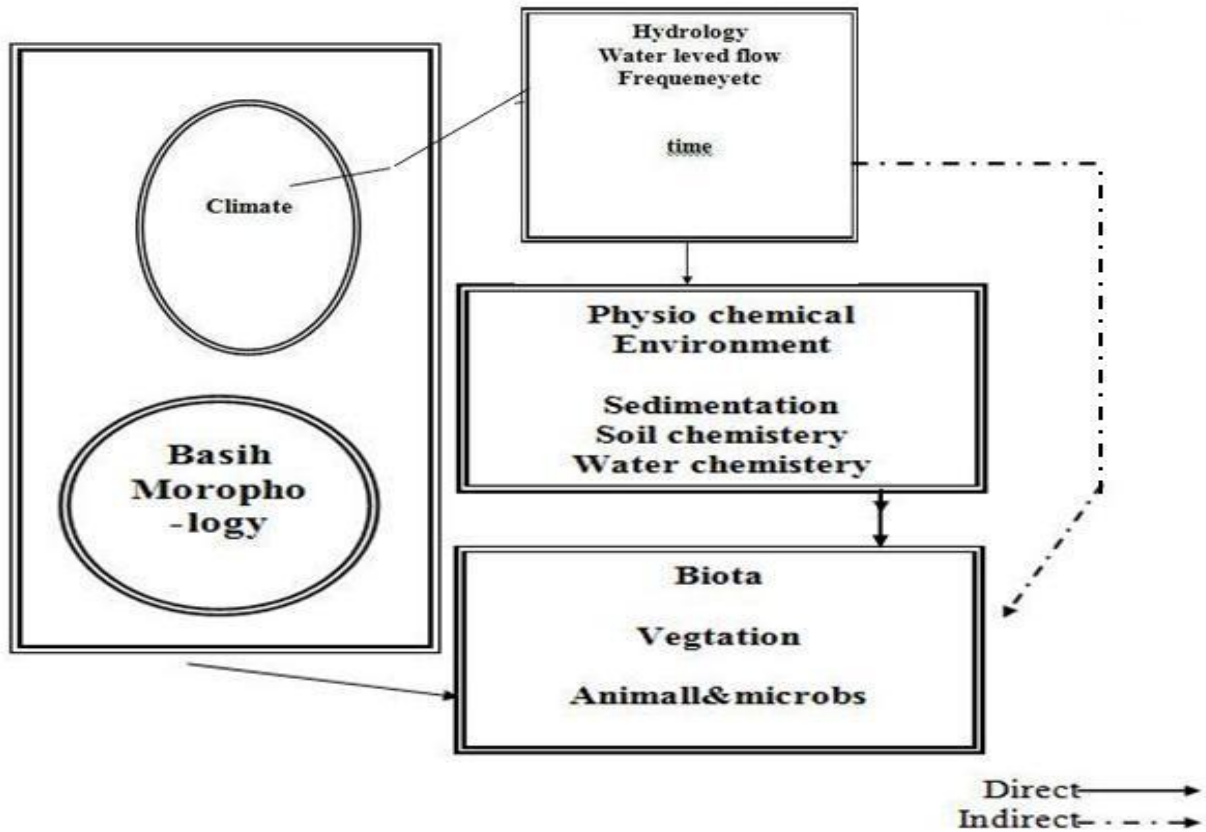 Hydrology
Water leved flow
Frequeneyetc
time
Climate
Basih
Moropho
-logy
Physio chemical
Environment
Sedimentation
Soil chemistery
Water chemistery
Biota
Vegtation
Animall&microbs
Direct
Indirect